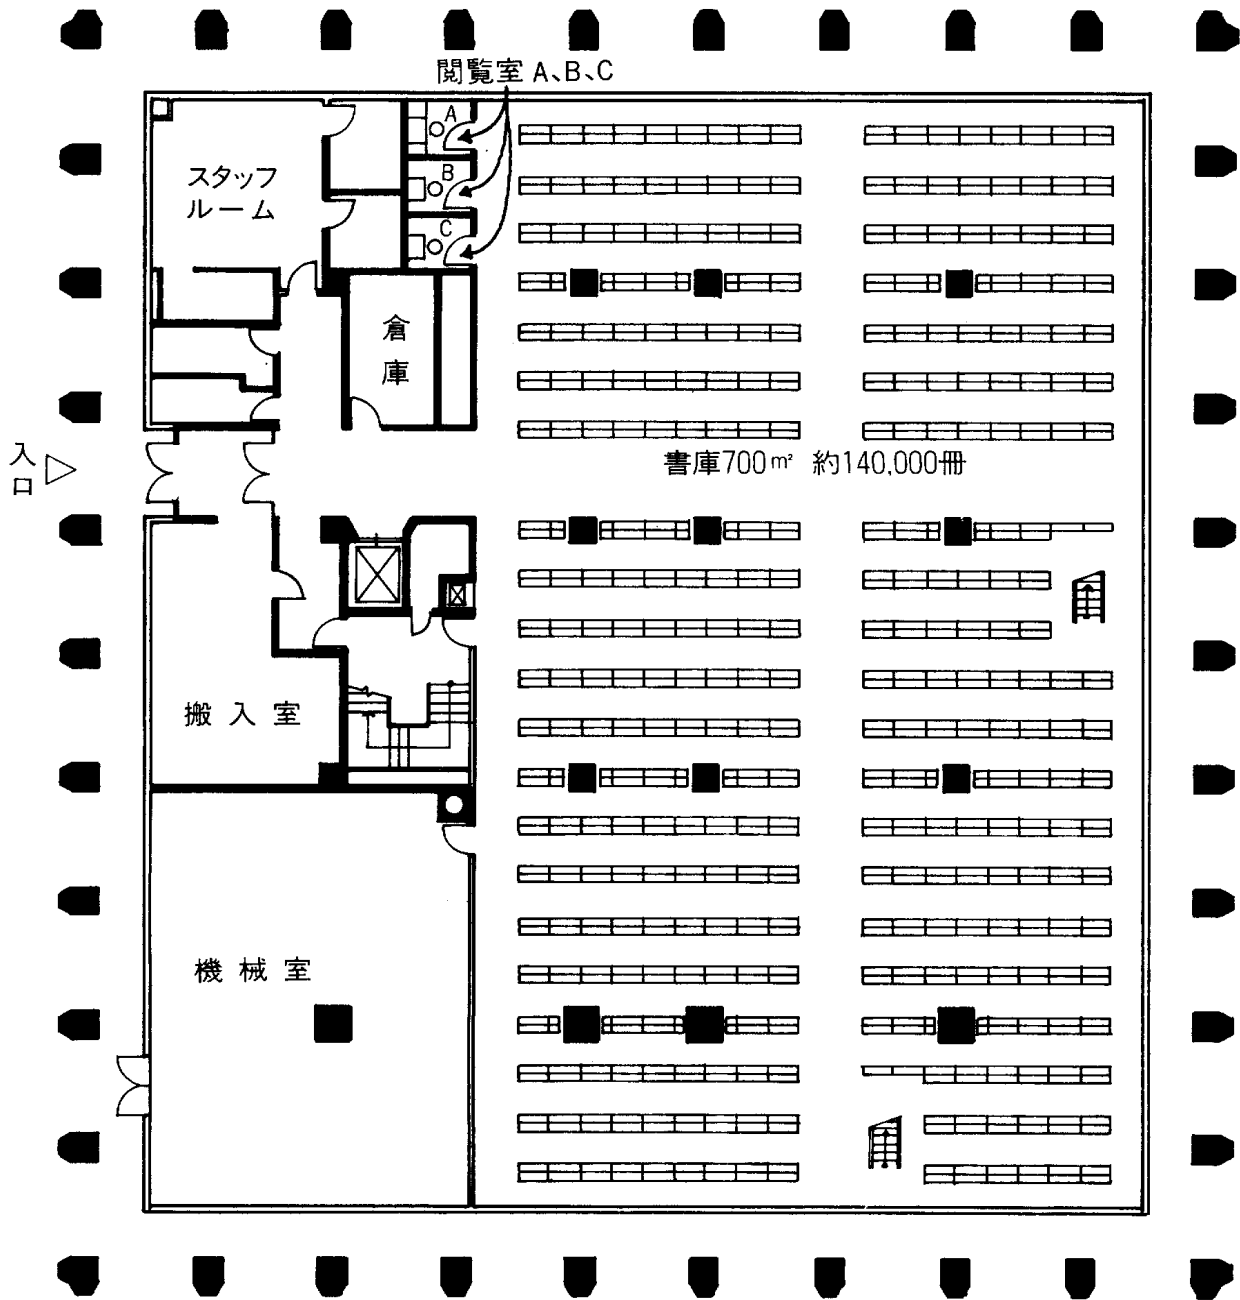 閲覧室 A、B、C
A
B
C
スタッフ
ルーム
倉
庫
入
口
書庫700㎡ 約140,000冊
搬入室
機械室